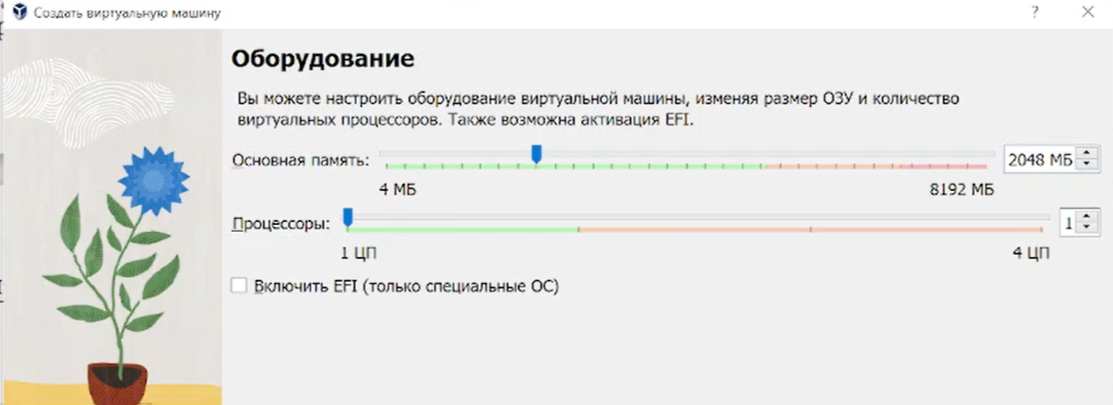 Создать виртуальную машину
Оборудование
Вы можете настроить оборудование виртуальной машины, изменяя размер ОЗУ и количество
виртуальных процессоров. Также возможна активация EFI.
Основная память:
2048 МБ
4 МБ
8192 МБ
Процессоры:
1
1 ЦП
4 ЦП
Включить EFI (только специальные ОС)